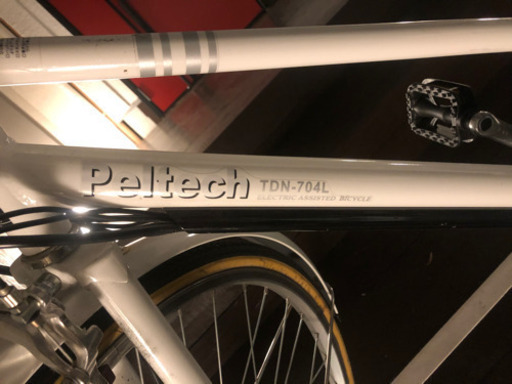 Peltech TDN-704L
ELECTRIC ASSISTED BICYCLE